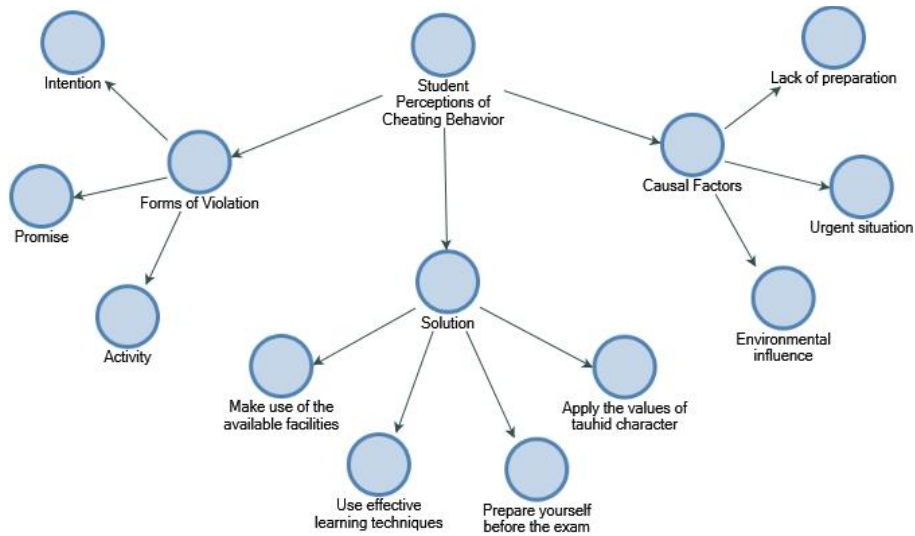 Intention
Student
Perceptions of
Cheating Behavior
Lack of preparation
Forms of Violation
Causal Factors
Promise
Urgent situation
Activity
Solution
Environmental
influence
Make use of the
available facilities
Apply the values of
tauhid character
Use effective
learning techniques
Prepare yourself
before the exam